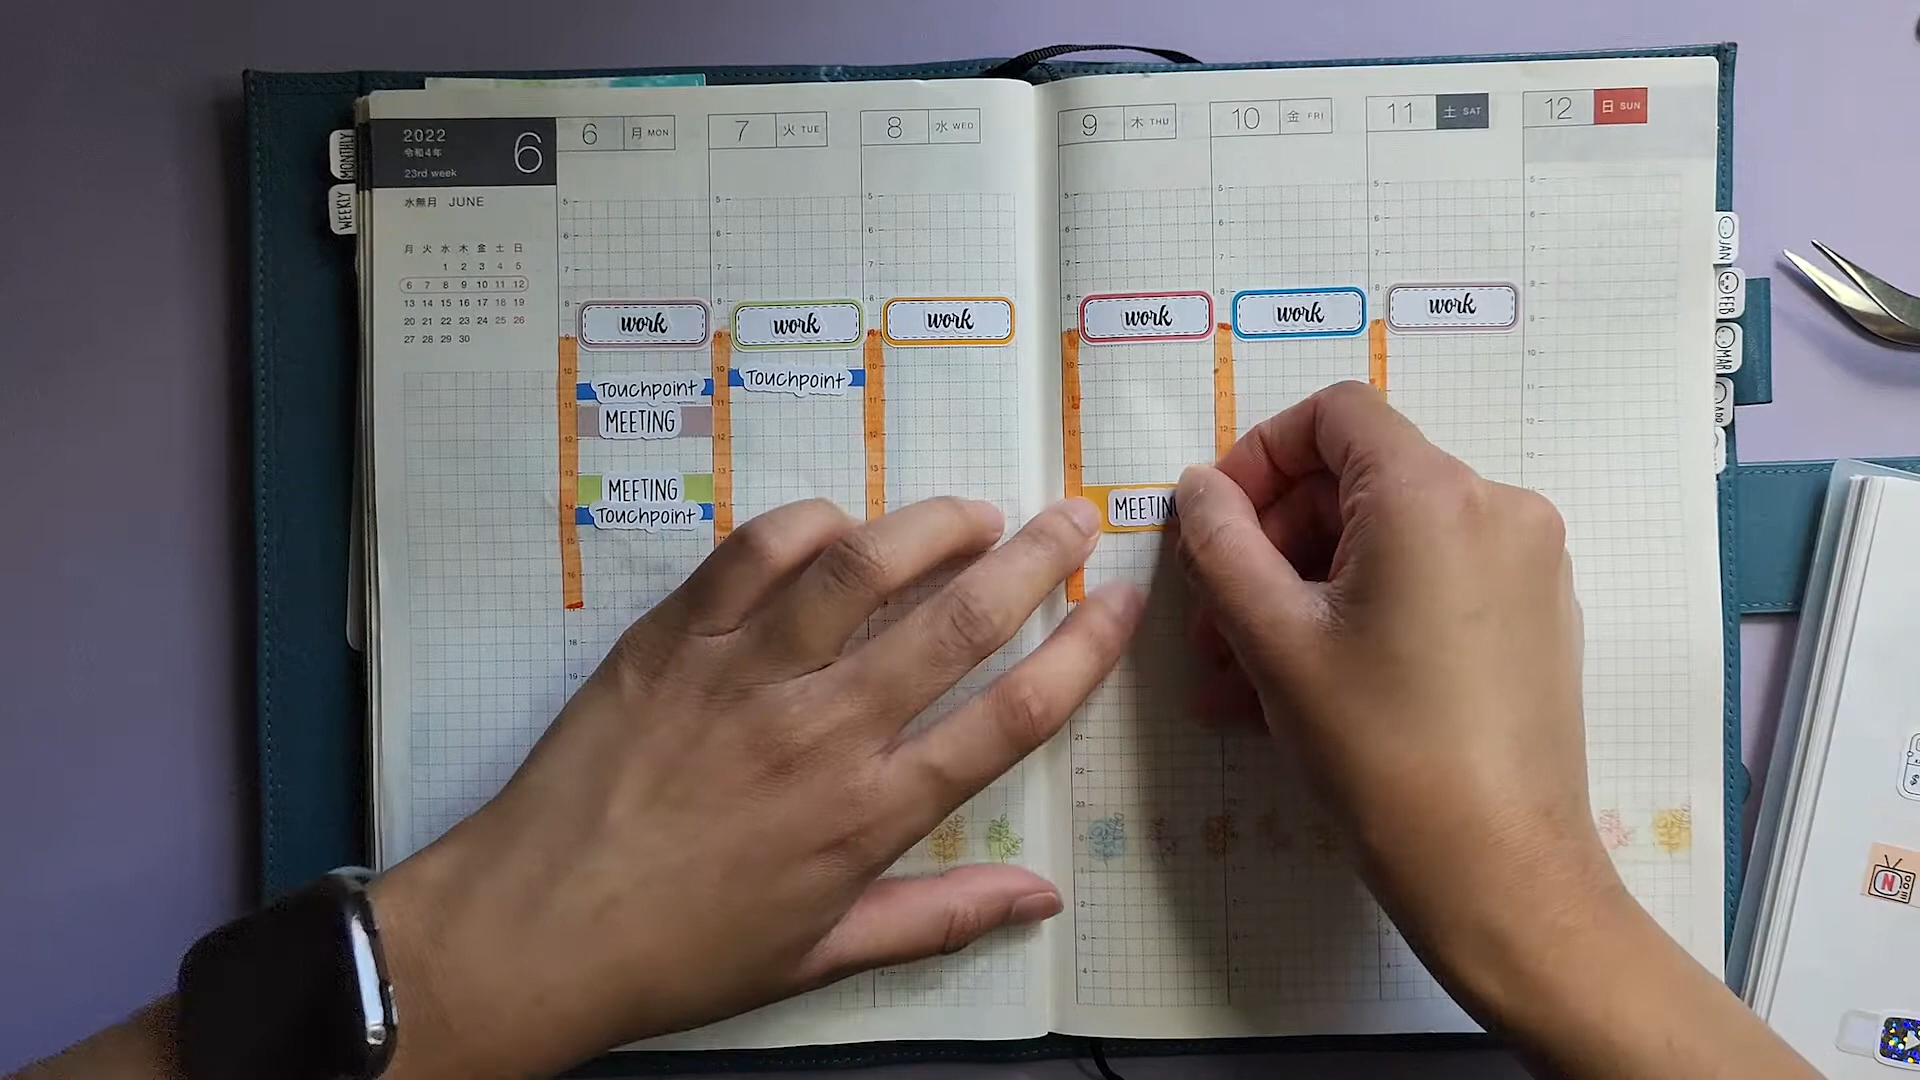 2022
令和4年
23rd week
6
水無月 JUNE
月 火 水 木 金 土 日
1 2 3 4 5
6 7 8 9 10 11 12
13 14 15 16 17 18 19
20 21 22 23 24 25 26
27 28 29 30
MONTHLY
WEEKLY
6 月 MON
7 火 TUE
8 水 WED
9 木 THU
10 金 FRI
11 土 SAT
12 日 SUN
work
work
work
work
work
work
Touchpoint
MEETING
MEETING
Touchpoint
Touchpoint
MEETIN
JAN
FEB
MAR
N